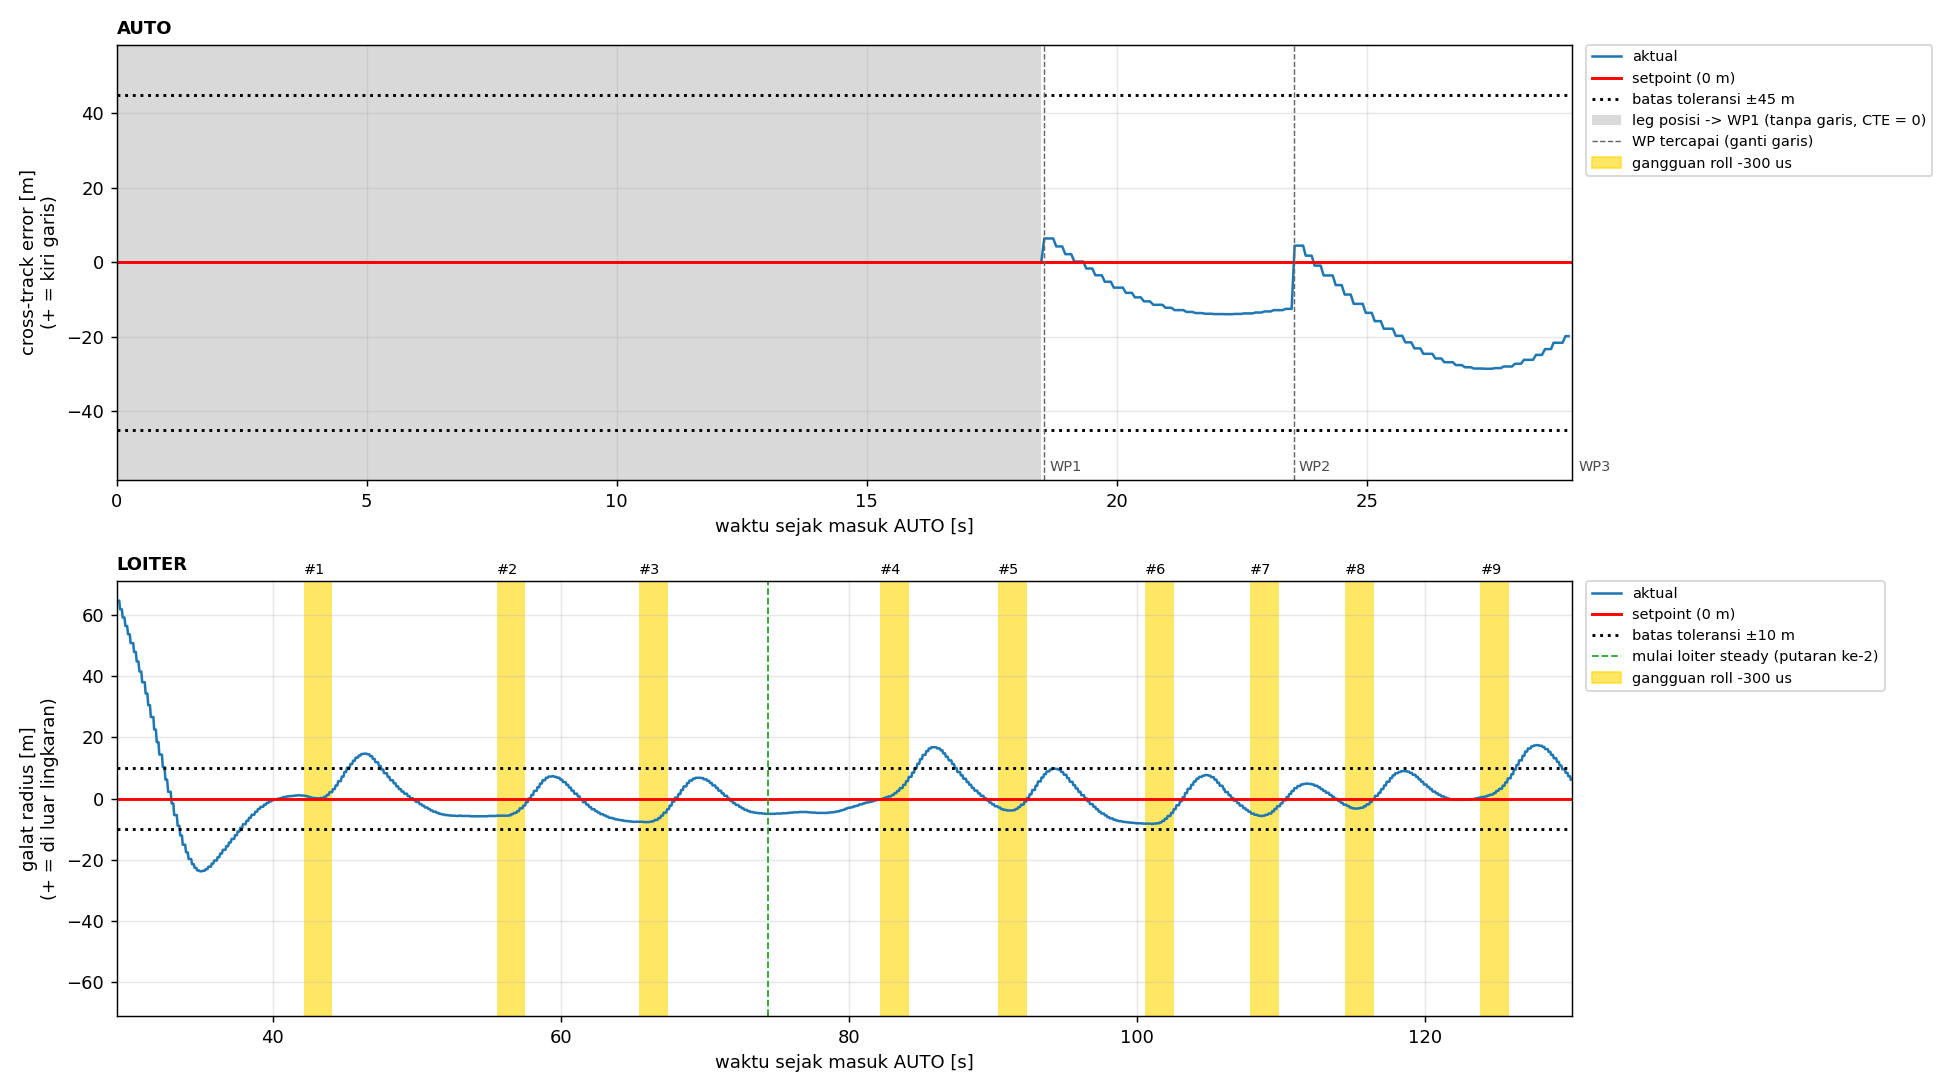 AUTO
aktual
setpoint (0 m)
batas toleransi ±45 m
leg posisi -> WP1 (tanpa garis, CTE = 0)
WP tercapai (ganti garis)
gangguan roll -300 us
cross-track error [m]
(+ = kiri garis)
40
20
0
−20
−40
WP1
WP2
WP3
0
5
10
15
20
25
waktu sejak masuk AUTO [s]
LOITER
#1
#2
#3
#4
#5
#6
#7
#8
#9
aktual
setpoint (0 m)
batas toleransi ±10 m
mulai loiter steady (putaran ke-2)
gangguan roll -300 us
galat radius [m]
(+ = di luar lingkaran)
60
40
20
0
−20
−40
−60
40
60
80
100
120
waktu sejak masuk AUTO [s]